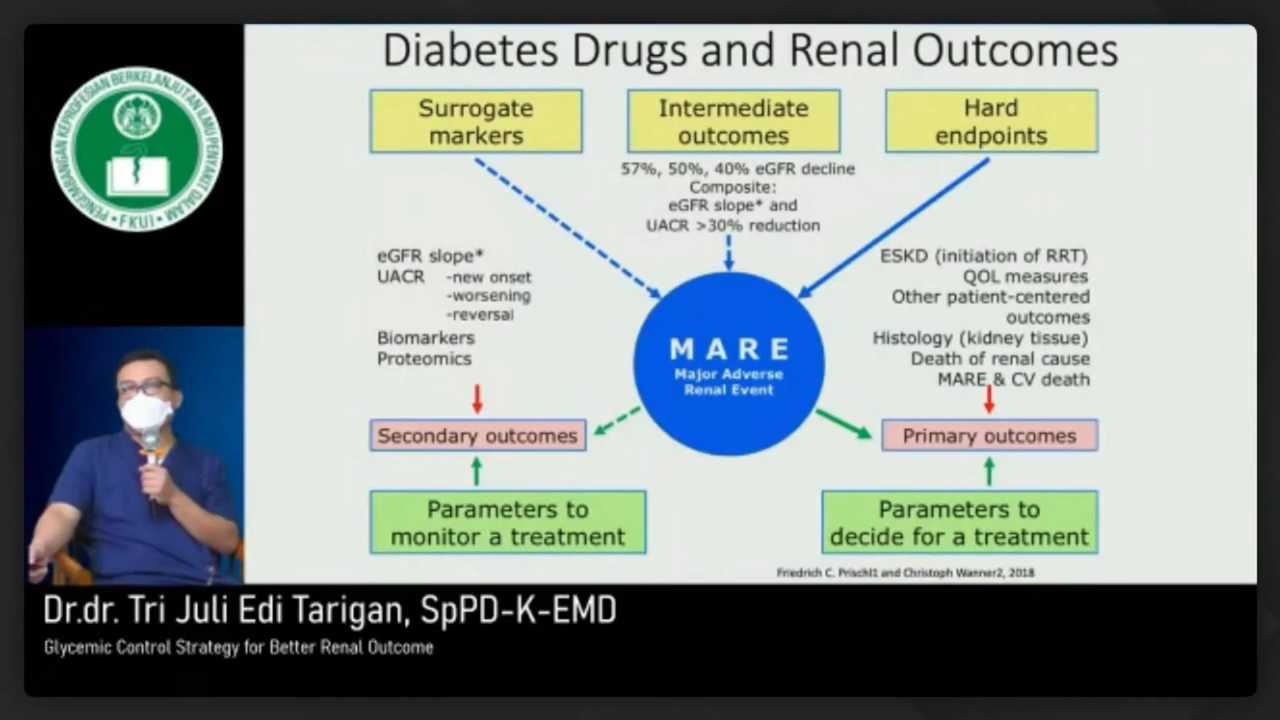 PENGEMBANGAN KEPROFESIAN BERKELANJUTAN ILMU PENYAKIT DALAM
• FKUI •
Diabetes Drugs and Renal Outcomes
Surrogate
markers
Intermediate
outcomes
Hard
endpoints
57%, 50%, 40% eGFR decline
Composite:
eGFR slope* and
UACR >30% reduction
eGFR slope*
UACR -new onset
-worsening
-reversal
Biomarkers
Proteomics
ESKD (initiation of RRT)
QOL measures
Other patient-centered
outcomes
Histology (kidney tissue)
Death of renal cause
MARE & CV death
MARE
Major Adverse
Renal Event
Secondary outcomes
Primary outcomes
Parameters to
monitor a treatment
Parameters to
decide for a treatment
Friedrich C. Prischl1 and Christoph Wanner2, 2018
Dr.dr. Tri Juli Edi Tarigan, SpPD-K-EMD
Glycemic Control Strategy for Better Renal Outcome